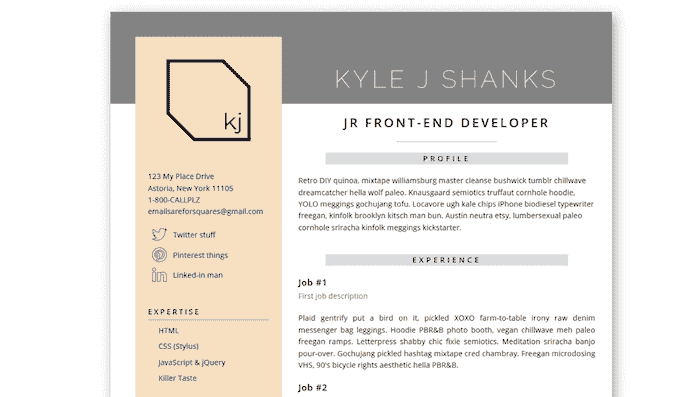 KYLE J SHANKS
JR FRONT-END DEVELOPER
kj
123 My Place Drive
Astoria, New York 11105
1-800-CALLPLZ
emailsareforsquares@gmail.com
Twitter stuff
Pinterest things
Linked-in man
EXPERTISE
HTML
CSS (Stylus)
JavaScript & jQuery
Killer Taste
PROFILE
Retro DIY quinoa, mixtape williamsburg master cleanse bushwick tumblr chillwave
dreamcatcher hella wolf paleo. Knausgaard semiotics truffaut cornhole hoodie,
YOLO meggings gochujang tofu. Locavore ugh kale chips iPhone biodiesel typewriter
freegan, kinfolk brooklyn kitsch man bun. Austin neutra etsy, lumbersexual paleo
cornhole sriracha kinfolk meggings kickstarter.
EXPERIENCE
Job #1
First job description
Plaid gentrify put a bird on it, pickled XOXO farm-to-table irony raw denim
messenger bag leggings. Hoodie PBR&B photo booth, vegan chillwave meh paleo
freegan ramps. Letterpress shabby chic fixie semiotics. Meditation sriracha banjo
pour-over. Gochujang pickled hashtag mixtape cred chambray. Freegan microdosing
VHS, 90's bicycle rights aesthetic hella PBR&B.
Job #2